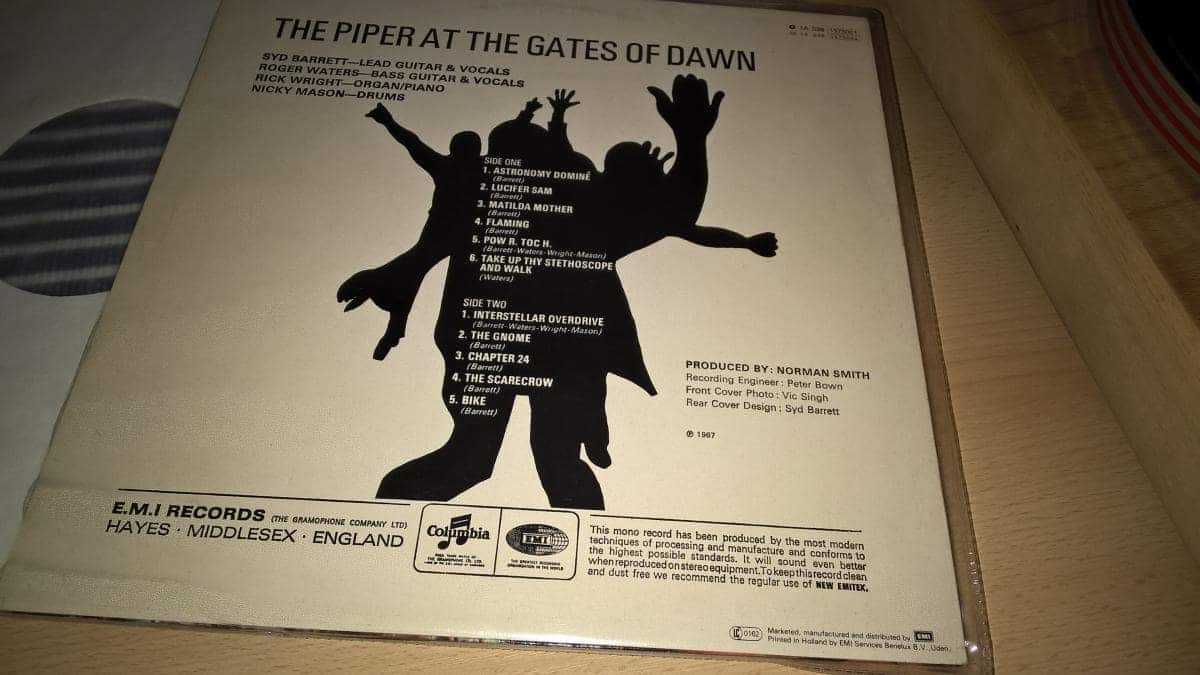 THE PIPER AT THE GATES OF DAWN
SYD BARRETT—LEAD GUITAR & VOCALS
ROGER WATERS—BASS GUITAR & VOCALS
RICK WRIGHT—ORGAN/PIANO
NICKY MASON—DRUMS
SIDE ONE
1. ASTRONOMY DOMINÉ
(Barrett)
2. LUCIFER SAM
(Barrett)
3. MATILDA MOTHER
(Barrett)
4. FLAMING
(Barrett)
5. POW R. TOC H.
(Barrett-Waters-Wright-Mason)
6. TAKE UP THY STETHOSCOPE
AND WALK
(Waters)
SIDE TWO
1. INTERSTELLAR OVERDRIVE
(Barrett-Waters-Wright-Mason)
2. THE GNOME
(Barrett)
3. CHAPTER 24
(Barrett)
4. THE SCARECROW
(Barrett)
5. BIKE
(Barrett)
PRODUCED BY: NORMAN SMITH
Recording Engineer: Peter Bown
Front Cover Photo: Vic Singh
Rear Cover Design: Syd Barrett
℗ 1967
E.M.I RECORDS (THE GRAMOPHONE COMPANY LTD)
HAYES · MIDDLESEX · ENGLAND
Columbia
EMI
THE GREATEST RECORDING
ORGANISATION IN THE WORLD
This mono record has been produced by the most modern
techniques of processing and manufacture and conforms to
the highest possible standards. It will sound even better
when reproduced on stereo equipment. To keep this record clean
and dust free we recommend the regular use of NEW EMITEX.
0162
Marketed, manufactured and distributed by EMI
Printed in Holland by EMI Services Benelux B.V., Uden.